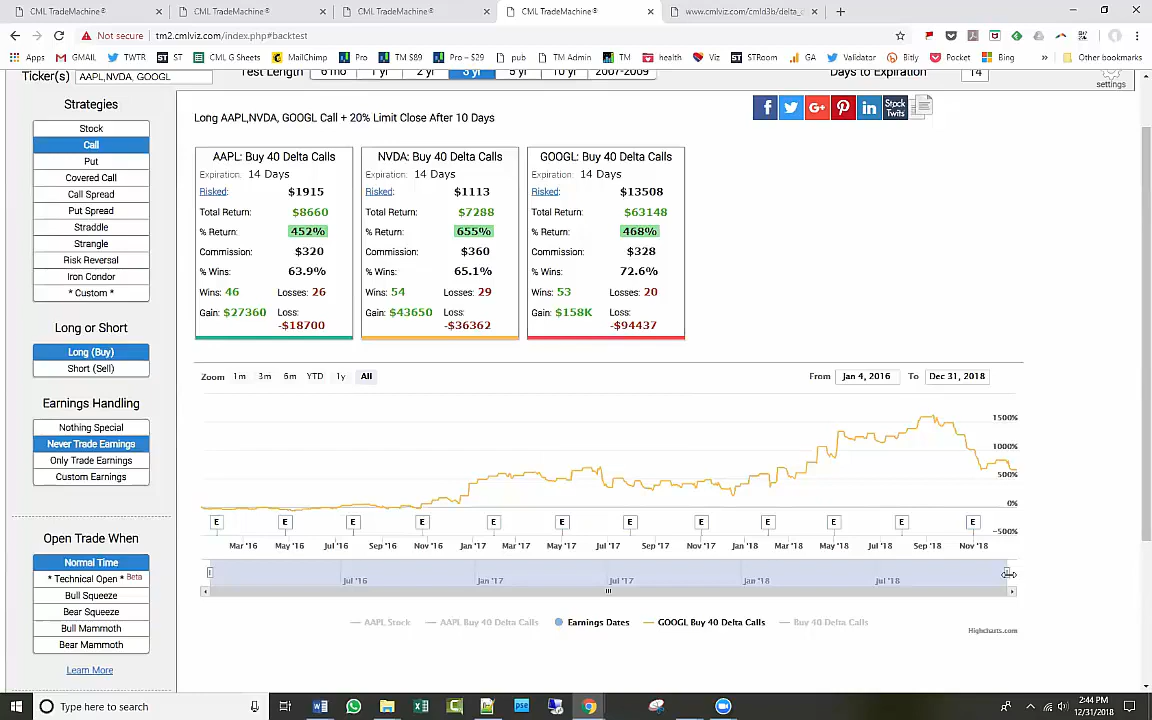 CML TradeMachine®
CML TradeMachine®
CML TradeMachine®
CML TradeMachine®
www.cmlviz.com/cmld3b/delta_c
Not secure
tm2.cmlviz.com/index.php#backtest
Apps
GMAIL
TWTR
ST
CML G Sheets
MailChimp
Pro
TM $89
Pro - $29
pub
TM Admin
TM
health
Viz
STRoom
GA
Validator
Bitly
Pocket
Bing
»
Other bookmarks
Ticker(s)
AAPL,NVDA, GOOGL
Test Length
6 mo
1 yr
2 yr
3 yr
5 yr
10 yr
2007-2009
Days to Expiration
14
settings
Strategies
Stock
Call
Put
Covered Call
Call Spread
Put Spread
Straddle
Strangle
Risk Reversal
Iron Condor
* Custom *
Long or Short
Long (Buy)
Short (Sell)
Earnings Handling
Nothing Special
Never Trade Earnings
Only Trade Earnings
Custom Earnings
Open Trade When
Normal Time
* Technical Open * Beta
Bull Squeeze
Bear Squeeze
Bull Mammoth
Bear Mammoth
Learn More
Stock
Twits
Long AAPL,NVDA, GOOGL Call + 20% Limit Close After 10 Days
AAPL: Buy 40 Delta Calls
Expiration: 14 Days
Risked: $1915
Total Return: $8660
% Return: 452%
Commission: $320
% Wins: 63.9%
Wins: 46 Losses: 26
Gain: $27360 Loss:
-$18700
NVDA: Buy 40 Delta Calls
Expiration: 14 Days
Risked: $1113
Total Return: $7288
% Return: 655%
Commission: $360
% Wins: 65.1%
Wins: 54 Losses: 29
Gain: $43650 Loss:
-$36362
GOOGL: Buy 40 Delta Calls
Expiration: 14 Days
Risked: $13508
Total Return: $63148
% Return: 468%
Commission: $328
% Wins: 72.6%
Wins: 53 Losses: 20
Gain: $158K Loss:
-$94437
Zoom 1m 3m 6m YTD 1y All
From Jan 4, 2016 To Dec 31, 2018
1500%
1000%
500%
0%
-500%
E E E E E E E E E E E E
Mar '16 May '16 Jul '16 Sep '16 Nov '16 Jan '17 Mar '17 May '17 Jul '17 Sep '17 Nov '17 Jan '18 Mar '18 May '18 Jul '18 Sep '18 Nov '18
Jul '16 Jan '17 Jul '17 Jan '18 Jul '18
AAPL Stock
AAPL Buy 40 Delta Calls
Earnings Dates
GOOGL Buy 40 Delta Calls
Buy 40 Delta Calls
Highcharts.com
Type here to search
2:44 PM
12/31/2018